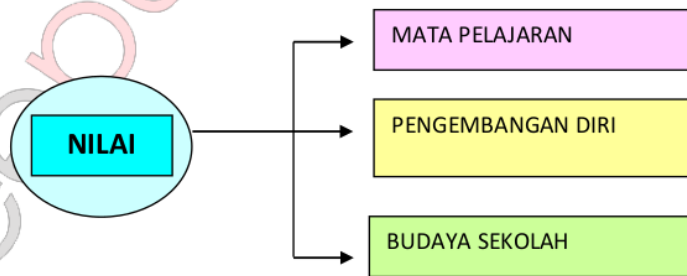 MATA PELAJARAN
NILAI
PENGEMBANGAN DIRI
BUDAYA SEKOLAH